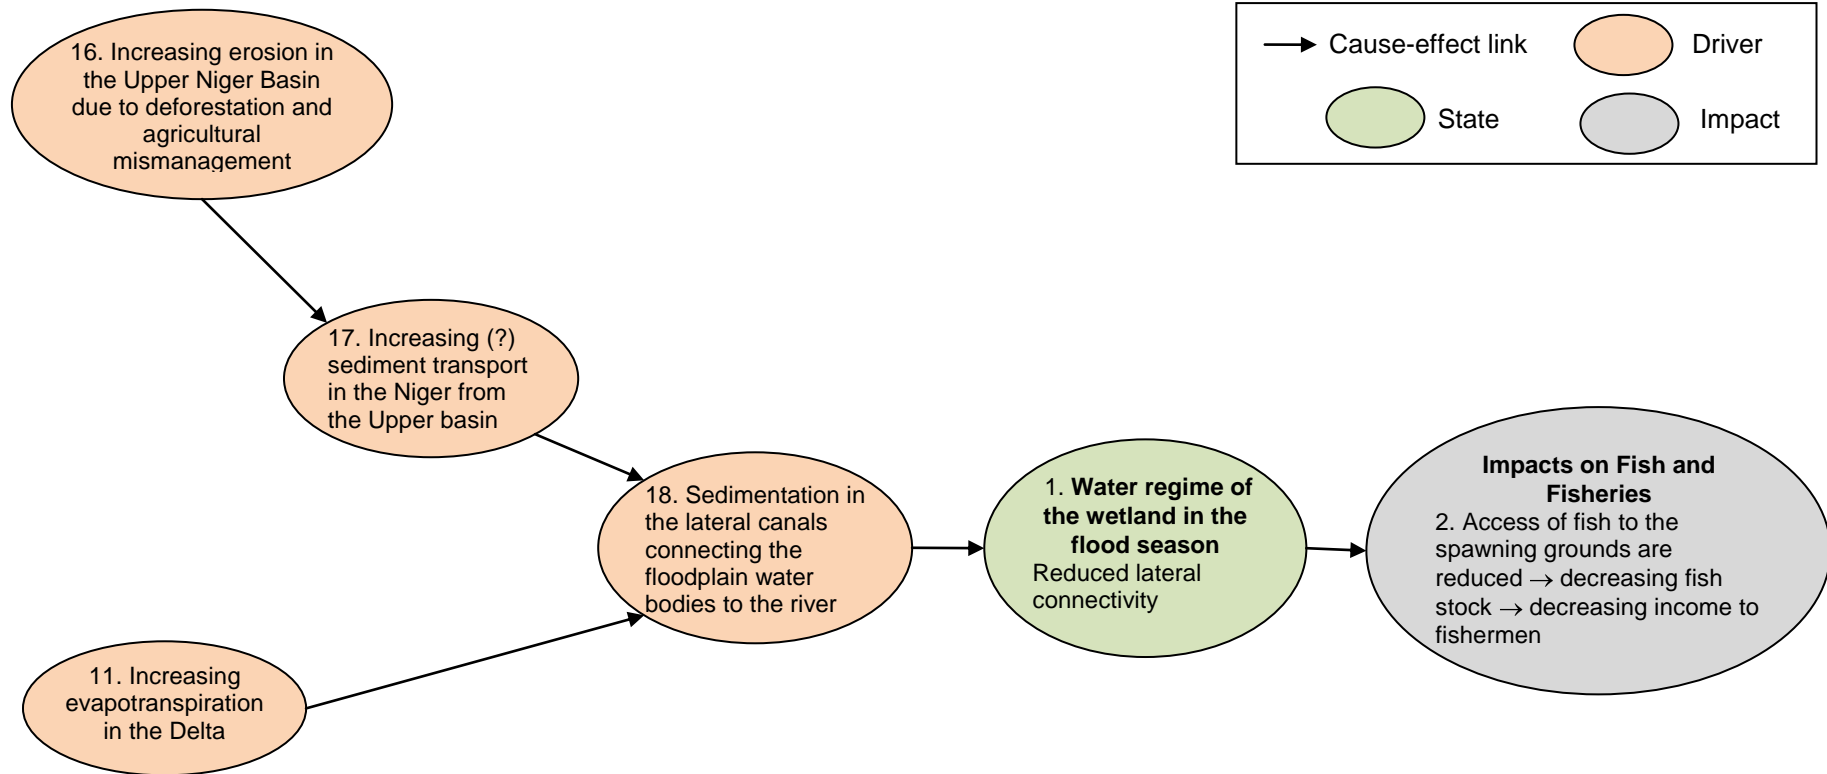 16. Increasing erosion in
the Upper Niger Basin
due to deforestation and
agricultural
mismanagement
Cause-effect link
Driver
State
Impact
17. Increasing (?)
sediment transport
in the Niger from
the Upper basin
18. Sedimentation in
the lateral canals
connecting the
floodplain water
bodies to the river
11. Increasing
evapotranspiration
in the Delta
1. Water regime of
the wetland in the
flood season
Reduced lateral
connectivity
Impacts on Fish and
Fisheries
2. Access of fish to the
spawning grounds are
reduced → decreasing fish
stock → decreasing income to
fishermen